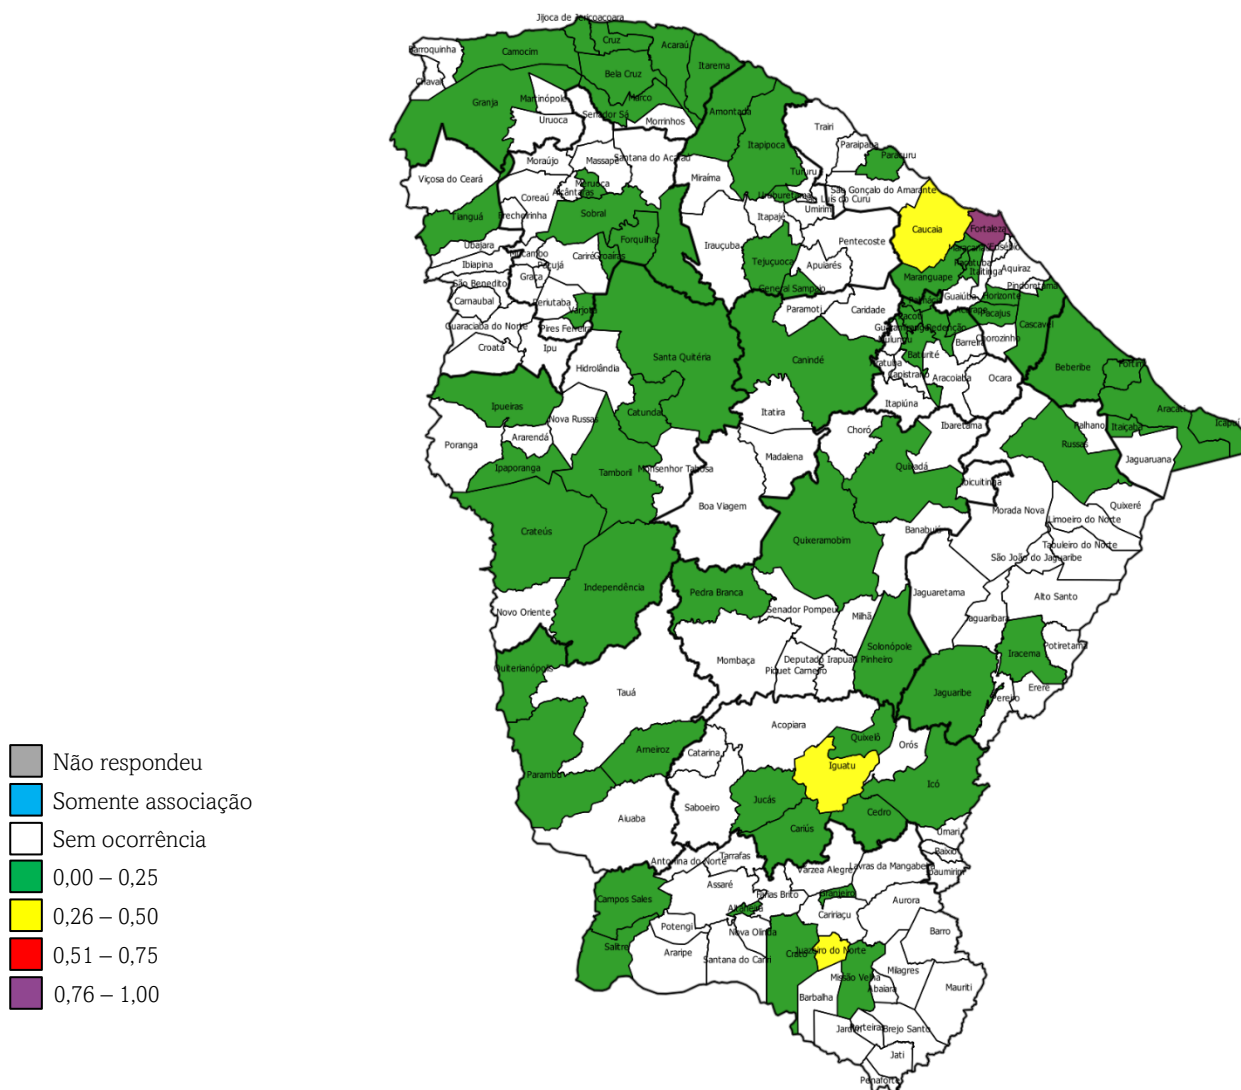 Jijoca de Jericoacoara
Cruz
Acaraú
Barroquinha
Camocim
Itarema
Chaval
Bela Cruz
Granja
Martinópole
Marco
Senador Sá
Uruoca
Morrinhos
Amontada
Trairi
Itapipoca
Paraipaba
Paracuru
Moraújo
Massapê
Santana do Acaraú
Viçosa do Ceará
Miraíma
Tururu
Meruoca
Alcântaras
Coreaú
Uruburetama
São Gonçalo do Amarante
São Luís do Curu
Umirim
Tianguá
Frecheirinha
Sobral
Itapajé
Caucaia
Fortaleza
Forquilha
Ubajara
Irauçuba
Pentecoste
Eusébio
Mucambo
Cariré
Groaíras
Ibiapina
Pacujá
Tejuçuoca
Apuiarés
Maranguape
Itaitinga
Aquiraz
Graça
São Benedito
General Sampaio
Pindoretama
Guaiúba
Horizonte
Carnaubal
Reriutaba
Varjota
Paramoti
Caridade
Pacajus
Cascavel
Guaraciaba do Norte
Pires Ferreira
Redenção
Chorozinho
Croatá
Ipu
Santa Quitéria
Canindé
Baturité
Barreira
Hidrolândia
Capistrano
Aracoiaba
Ocara
Beberibe
Fortim
Ipueiras
Nova Russas
Catunda
Itatira
Itapiúna
Aracati
Poranga
Ararendá
Choró
Ibaretama
Itaiçaba
Icapuí
Palhano
Russas
Ipaporanga
Tamboril
Monsenhor Tabosa
Madalena
Quixadá
Jaguaruana
Ibicuitinga
Boa Viagem
Morada Nova
Quixeré
Crateús
Limoeiro do Norte
Quixeramobim
Banabuiú
Tabuleiro do Norte
São João do Jaguaribe
Independência
Pedra Branca
Jaguaretama
Alto Santo
Novo Oriente
Senador Pompeu
Milhã
Jaguaribara
Solonópole
Iracema
Potiretama
Quiterianópolis
Mombaça
Deputado Irapuan Pinheiro
Piquet Carneiro
Tauá
Jaguaribe
Pereiro
Ererê
Acopiara
Não respondeu
Arneiroz
Catarina
Quixelô
Orós
Parambu
Iguatu
Icó
Somente associação
Jucás
Saboeiro
Cedro
Aiuaba
Cariús
Umari
Sem ocorrência
Tarrafas
Baixio
Antonina do Norte
Várzea Alegre
Lavras da Mangabeira
Ipaumirim
0,00 – 0,25
Assaré
Farias Brito
Granjeiro
Campos Sales
Altaneira
Aurora
0,26 – 0,50
Caririaçu
Potengi
Nova Olinda
Barro
Salitre
Araripe
Santana do Cariri
Crato
Juazeiro do Norte
0,51 – 0,75
Missão Velha
Milagres
Abaiara
Mauriti
0,76 – 1,00
Barbalha
Jardim
Porteiras
Brejo Santo
Jati
Penaforte